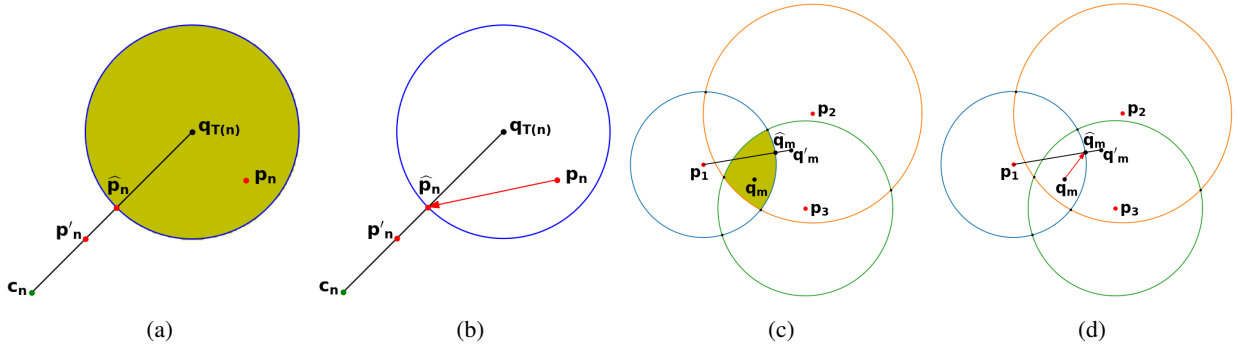 q_T(n)
p_n
p̂_n
p'_n
c_n
(a)
q_T(n)
p_n
p̂_n
p'_n
c_n
(b)
p_2
q̂_m
q'_m
p_1
q_m
p_3
(c)
p_2
q̂_m
q'_m
p_1
q_m
p_3
(d)